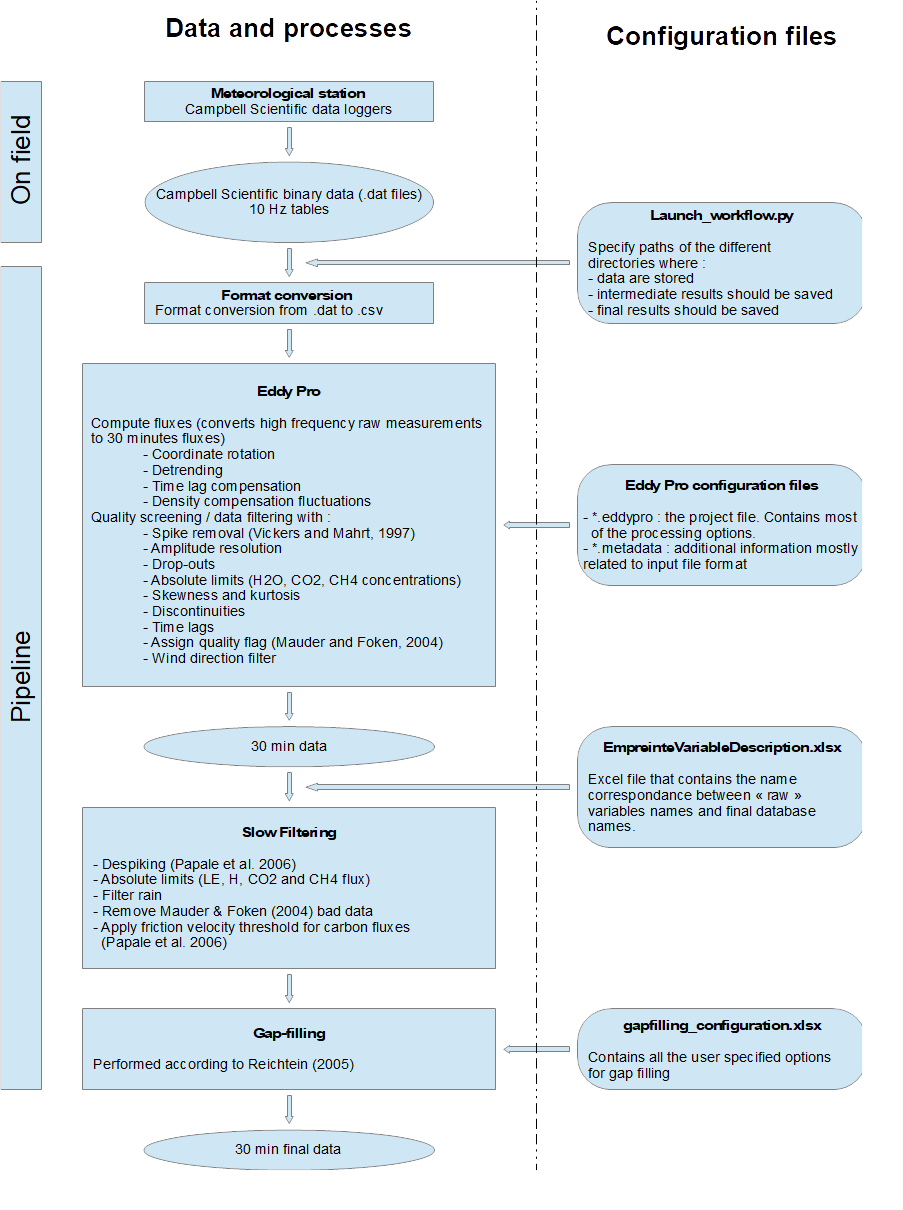 Data and processes
Configuration files
On field
Meteorological station
Campbell Scientific data loggers
Campbell Scientific binary data (.dat files)
10 Hz tables
Launch_workflow.py
Specify paths of the different
directories where :
- data are stored
- intermediate results should be saved
- final results should be saved
Pipeline
Format conversion
Format conversion from .dat to .csv
Eddy Pro
Compute fluxes (converts high frequency raw measurements
to 30 minutes fluxes)
- Coordinate rotation
- Detrending
- Time lag compensation
- Density compensation fluctuations
Quality screening / data filtering with :
- Spike removal (Vickers and Mahrt, 1997)
- Amplitude resolution
- Drop-outs
- Absolute limits (H2O, CO2, CH4 concentrations)
- Skewness and kurtosis
- Discontinuities
- Time lags
- Assign quality flag (Mauder and Foken, 2004)
- Wind direction filter
Eddy Pro configuration files
- *.eddypro : the project file. Contains most
of the processing options.
- *.metadata : additional information mostly
related to input file format
30 min data
EmpreinteVariableDescription.xlsx
Excel file that contains the name
correspondance between « raw »
variables names and final database
names.
Slow Filtering
- Despiking (Papale et al. 2006)
- Absolute limits (LE, H, CO2 and CH4 flux)
- Filter rain
- Remove Mauder & Foken (2004) bad data
- Apply friction velocity threshold for carbon fluxes
(Papale et al. 2006)
Gap-filling
Performed according to Reichtein (2005)
gapfilling_configuration.xlsx
Contains all the user specified options
for gap filling
30 min final data